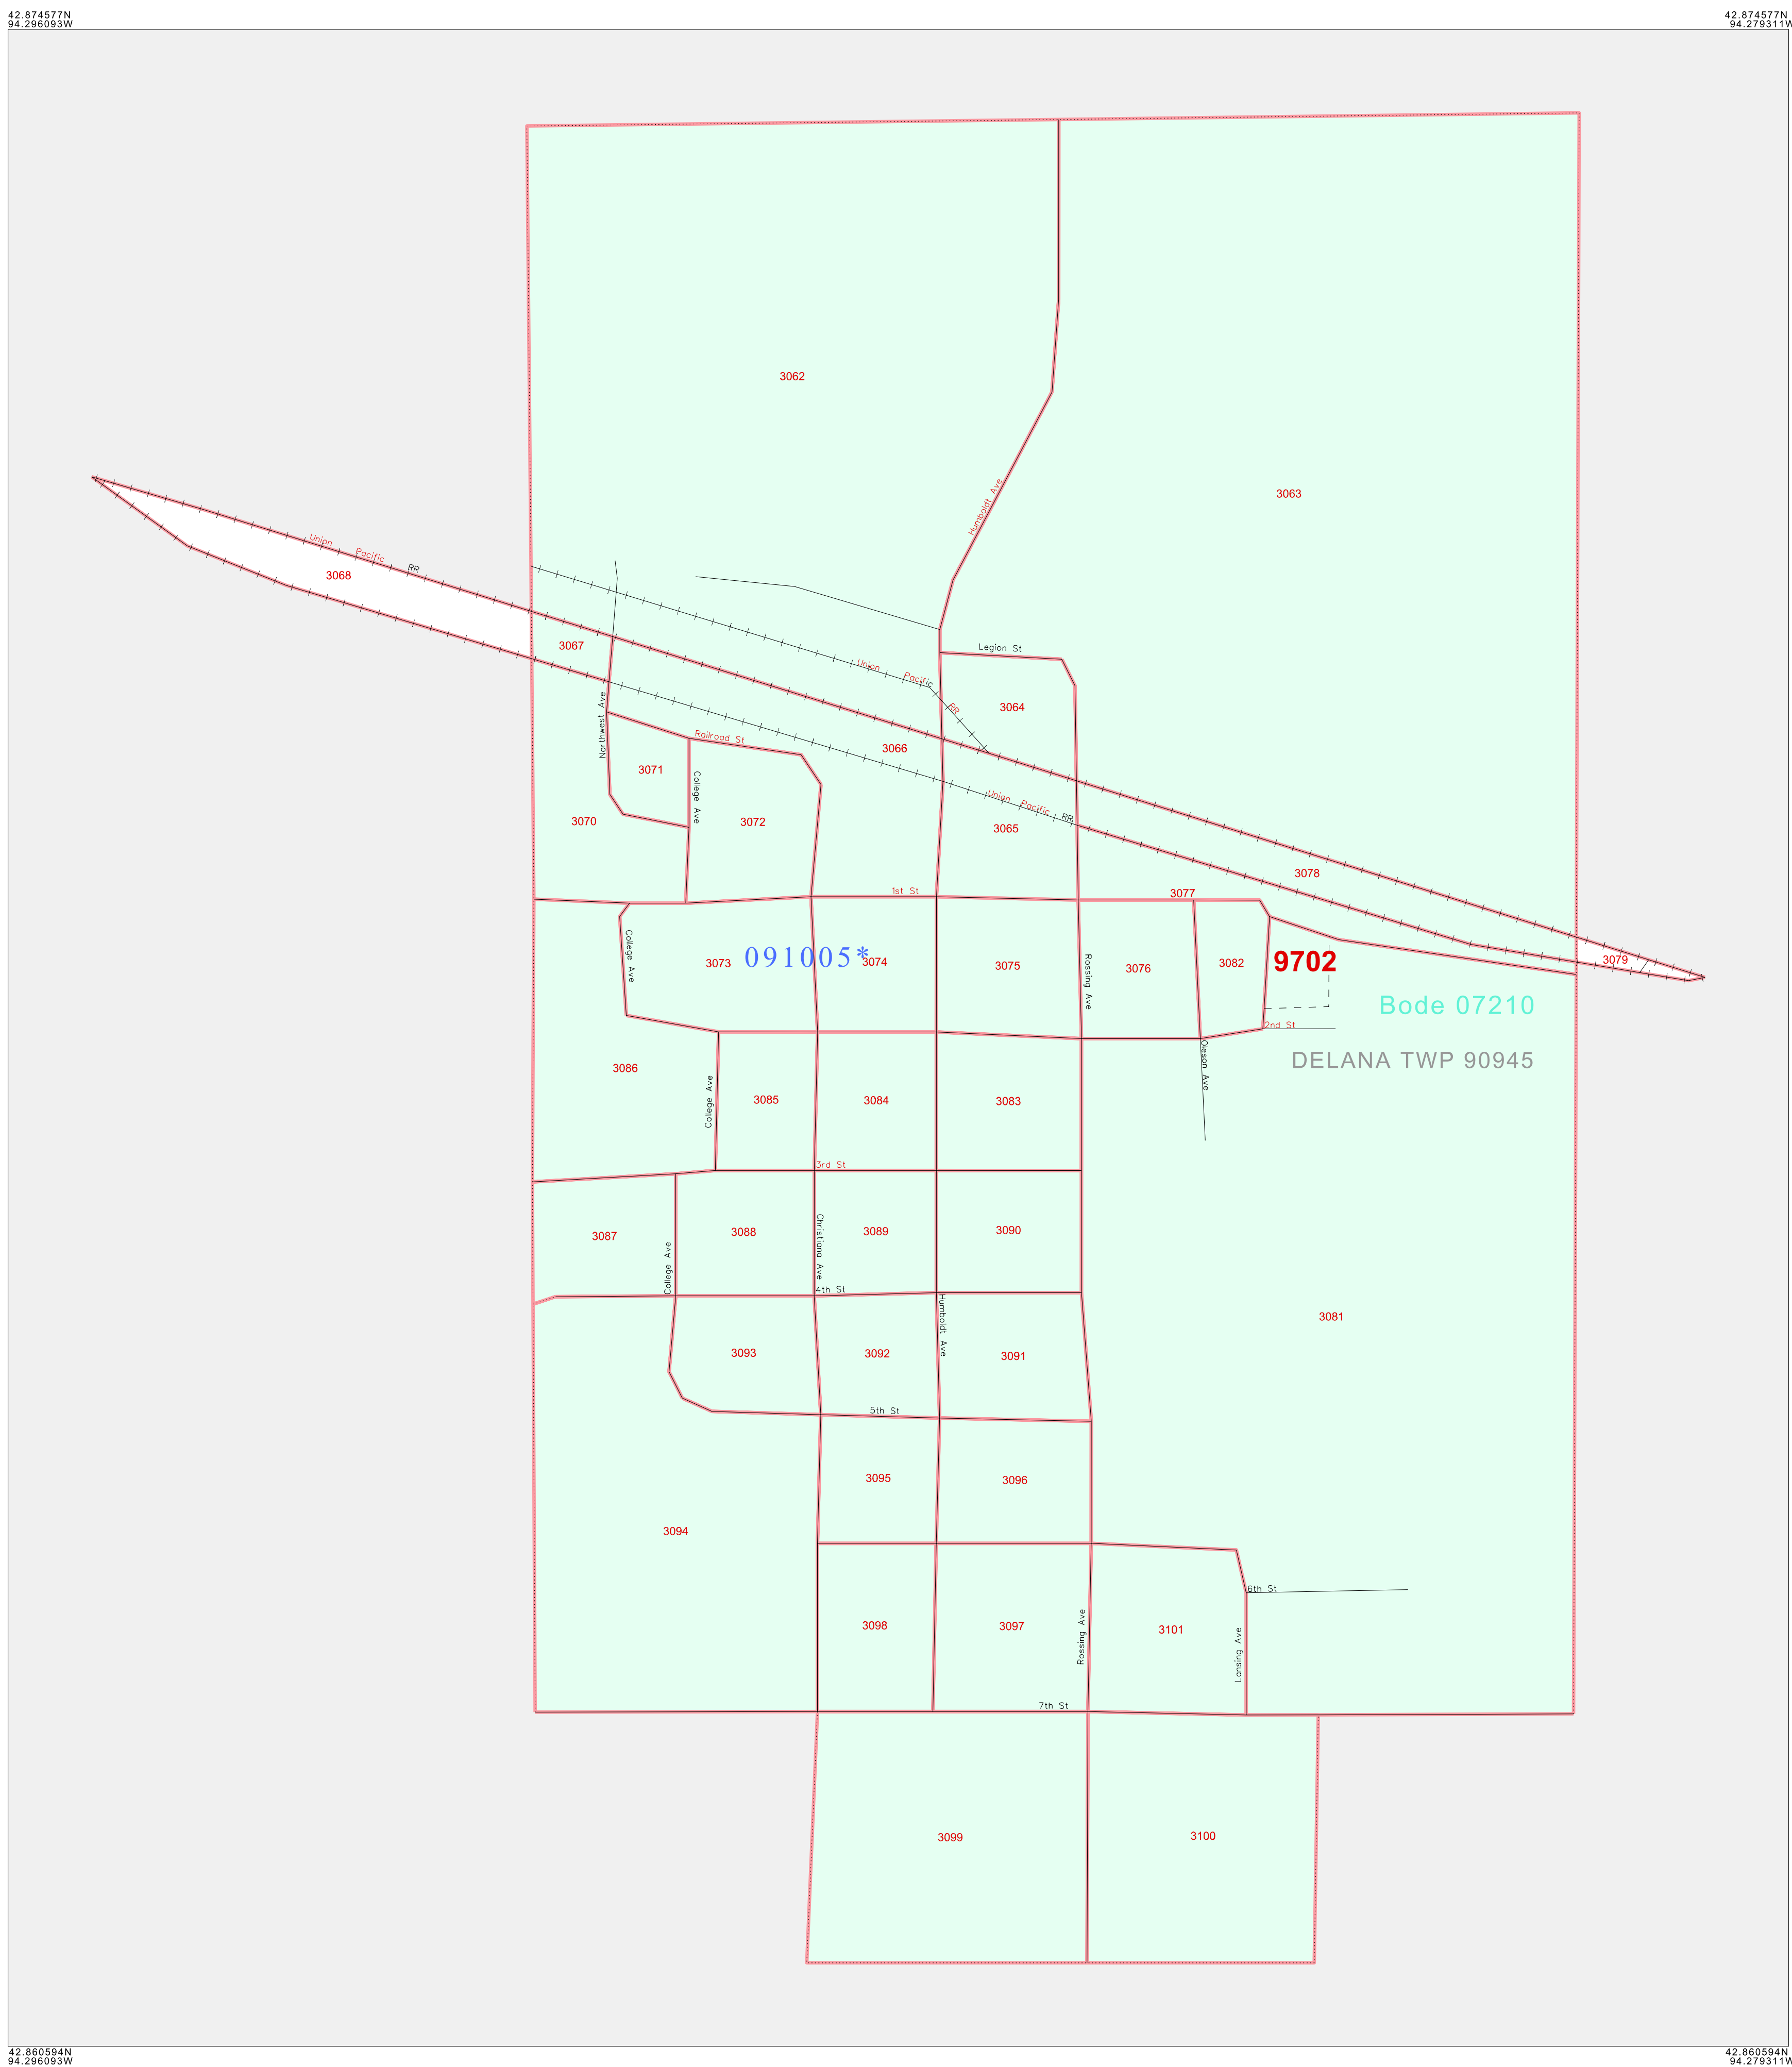 42.874577N
94.296093W
42.874577N
94.279311W
3062
3063
Humboldt Ave
Union Pacific RR
3068
3067
Legion St
Union Pacific RR
3064
Northwest Ave
Railroad St
3066
3071
College Ave
3070
3072
Union Pacific RR
3065
3078
1st St
3077
College Ave
3073
091005*
3074
3075
Rossing Ave
3076
3082
9702
3079
Bode 07210
2nd St
Oleson Ave
DELANA TWP 90945
3086
College Ave
3085
3084
3083
3rd St
3087
College Ave
3088
Christiana Ave
3089
3090
4th St
Humboldt Ave
3081
3093
3092
3091
5th St
3095
3096
3094
6th St
3098
3097
Rossing Ave
3101
Lansing Ave
7th St
3099
3100
42.860594N
94.296093W
42.860594N
94.279311W